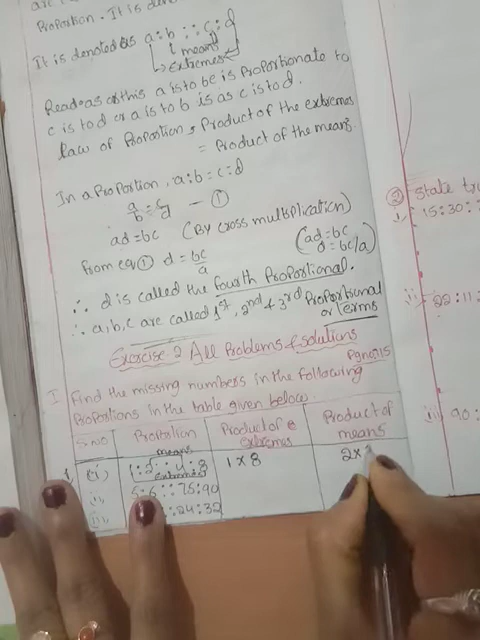 Proportion. It is
It is denoted as a:b::c:d
means
extremes
Read as of this a is to be is Proportionate to
c is to d or a is to b is as c is to d.
Law of Proportion, Product of the extremes
= Product of the means.
In a Proportion, a:b = c:d
a/b = c/d — ①
ad = bc (By cross multiplication)
from eq ① d = bc/a
(ad = bc
d = bc/a)
∴ d is called the fourth Proportional.
∴ a, b, c are called 1st, 2nd & 3rd Proportional
or terms
Exercise-2 All Problems & solutions
Pgno:15
I Find the missing numbers in the following
Proportions in the table given below.
S.no Proportion Product of extremes Product of means
means
(i) 1:2::4:8 1×8 2×
extremes
ii) 5:6::75:90
iii) :24:32
② State
i) 15:30:
ii) 22:11:
iii) 90: